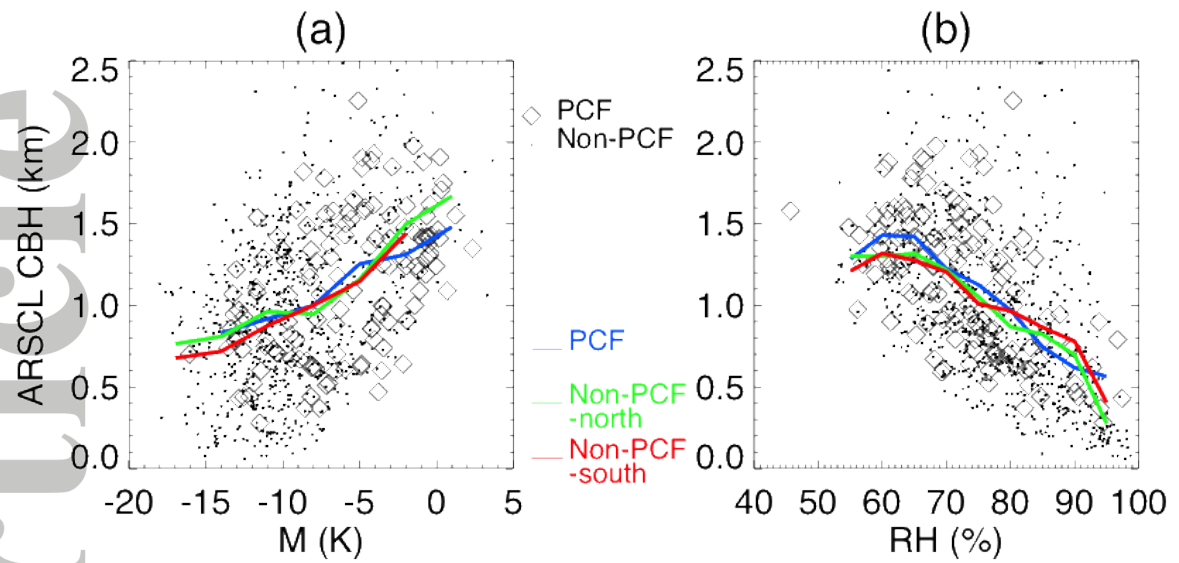 (a)
(b)
2.5
2.0
1.5
1.0
0.5
0.0
ARSCL CBH (km)
-20 -15 -10 -5 0 5
M (K)
PCF
Non-PCF
PCF
Non-PCF
-north
Non-PCF
-south
2.5
2.0
1.5
1.0
0.5
0.0
40 50 60 70 80 90 100
RH (%)